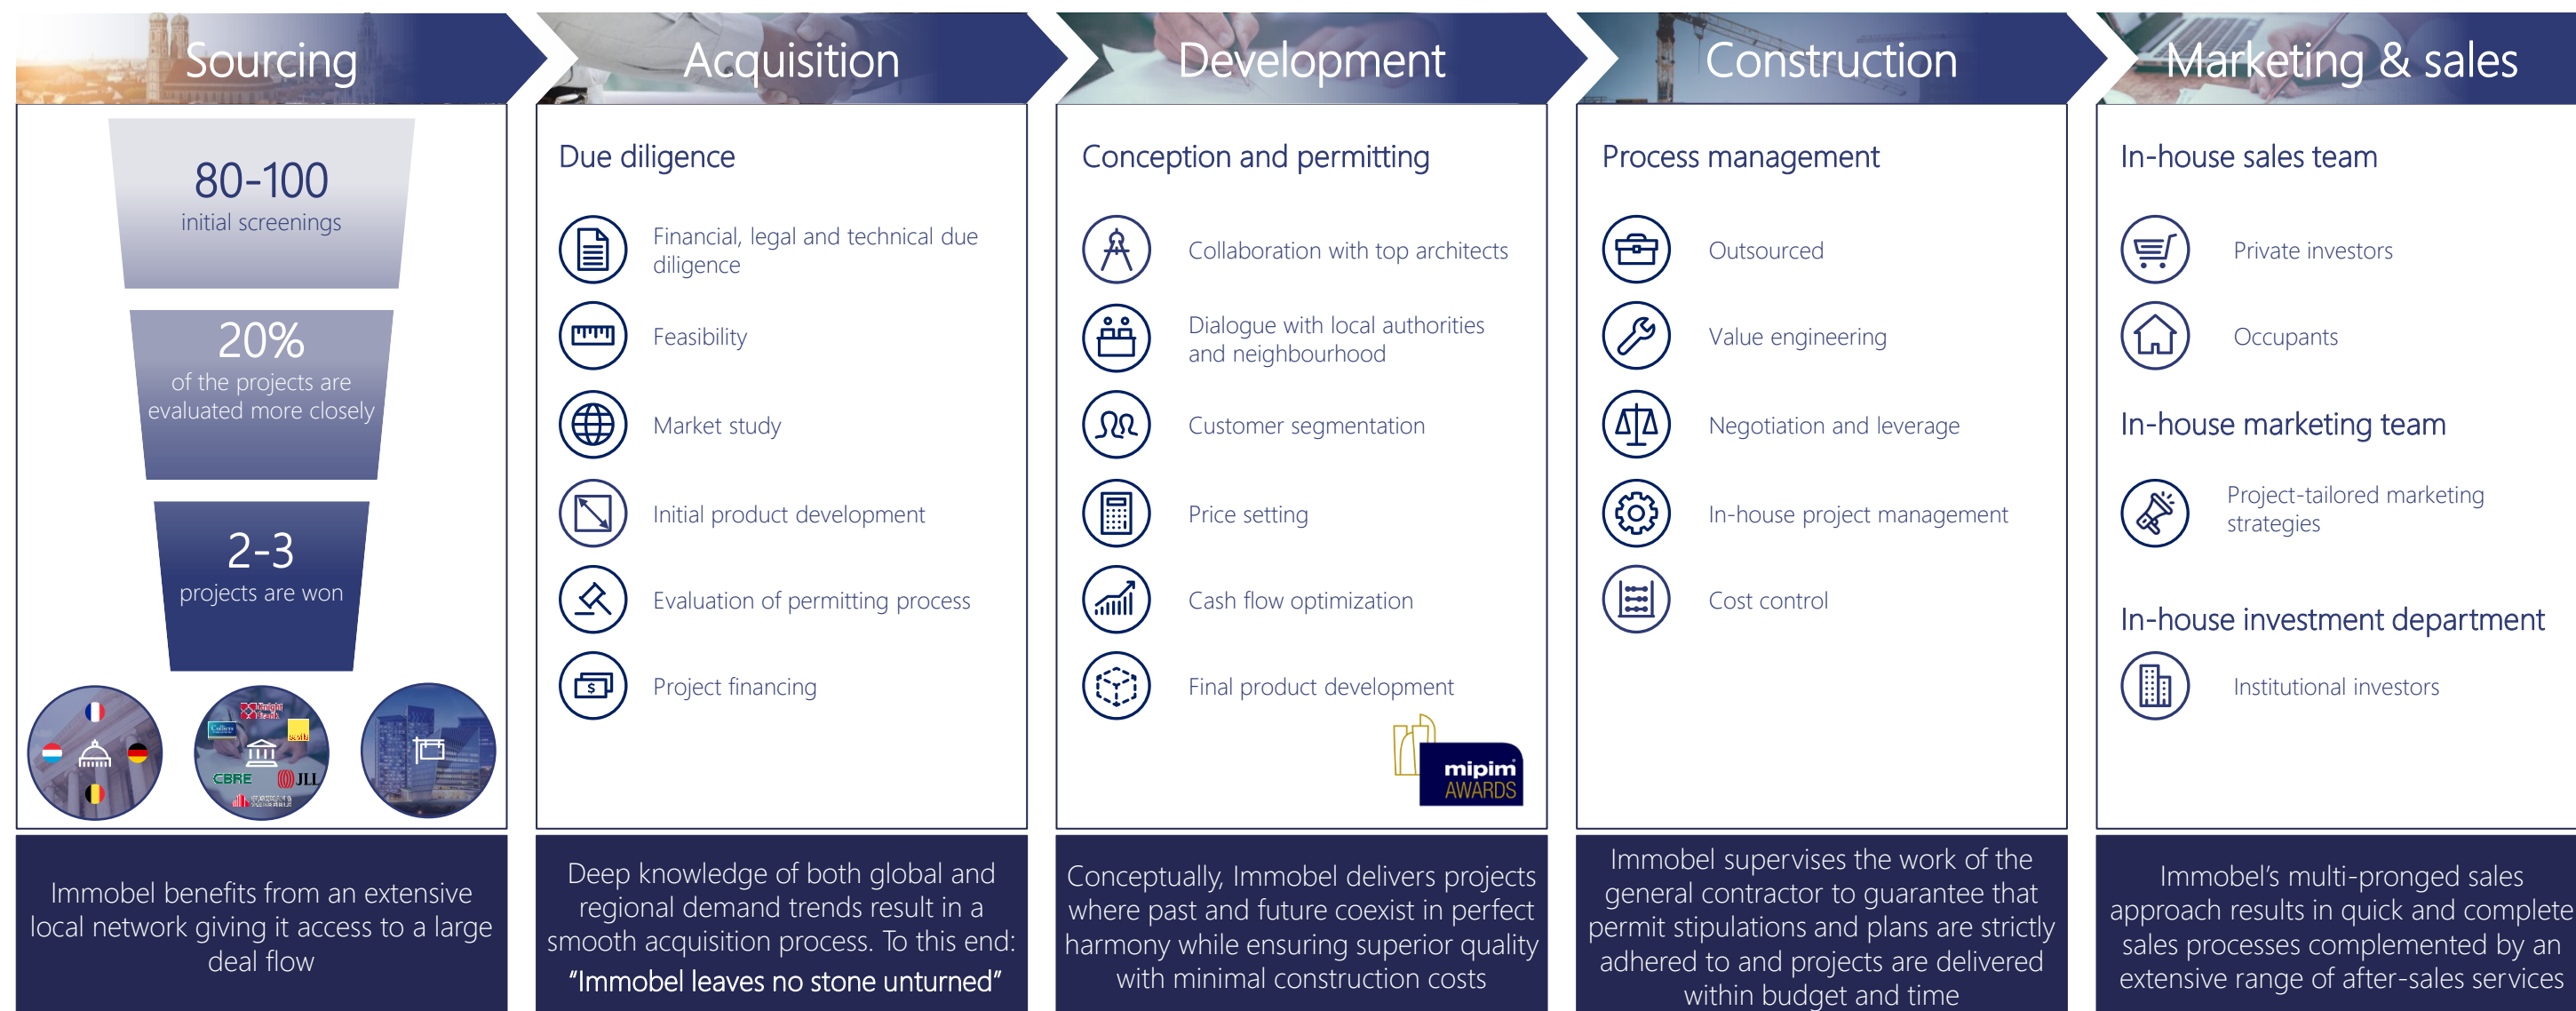 Sourcing
80-100
initial screenings
20%
of the projects are
evaluated more closely
2-3
projects are won
Knight
Frank
Colliers
savills
CBRE
JLL
Immobel benefits from an extensive
local network giving it access to a large
deal flow
Acquisition
Due diligence
Financial, legal and technical due
diligence
Feasibility
Market study
Initial product development
Evaluation of permitting process
$
Project financing
Deep knowledge of both global and
regional demand trends result in a
smooth acquisition process. To this end:
“Immobel leaves no stone unturned”
Development
Conception and permitting
Collaboration with top architects
Dialogue with local authorities
and neighbourhood
Customer segmentation
Price setting
Cash flow optimization
Final product development
mipim®
AWARDS
Conceptually, Immobel delivers projects
where past and future coexist in perfect
harmony while ensuring superior quality
with minimal construction costs
Construction
Process management
Outsourced
Value engineering
Negotiation and leverage
In-house project management
Cost control
Immobel supervises the work of the
general contractor to guarantee that
permit stipulations and plans are strictly
adhered to and projects are delivered
within budget and time
Marketing & sales
In-house sales team
Private investors
Occupants
In-house marketing team
Project-tailored marketing
strategies
In-house investment department
Institutional investors
Immobel’s multi-pronged sales
approach results in quick and complete
sales processes complemented by an
extensive range of after-sales services